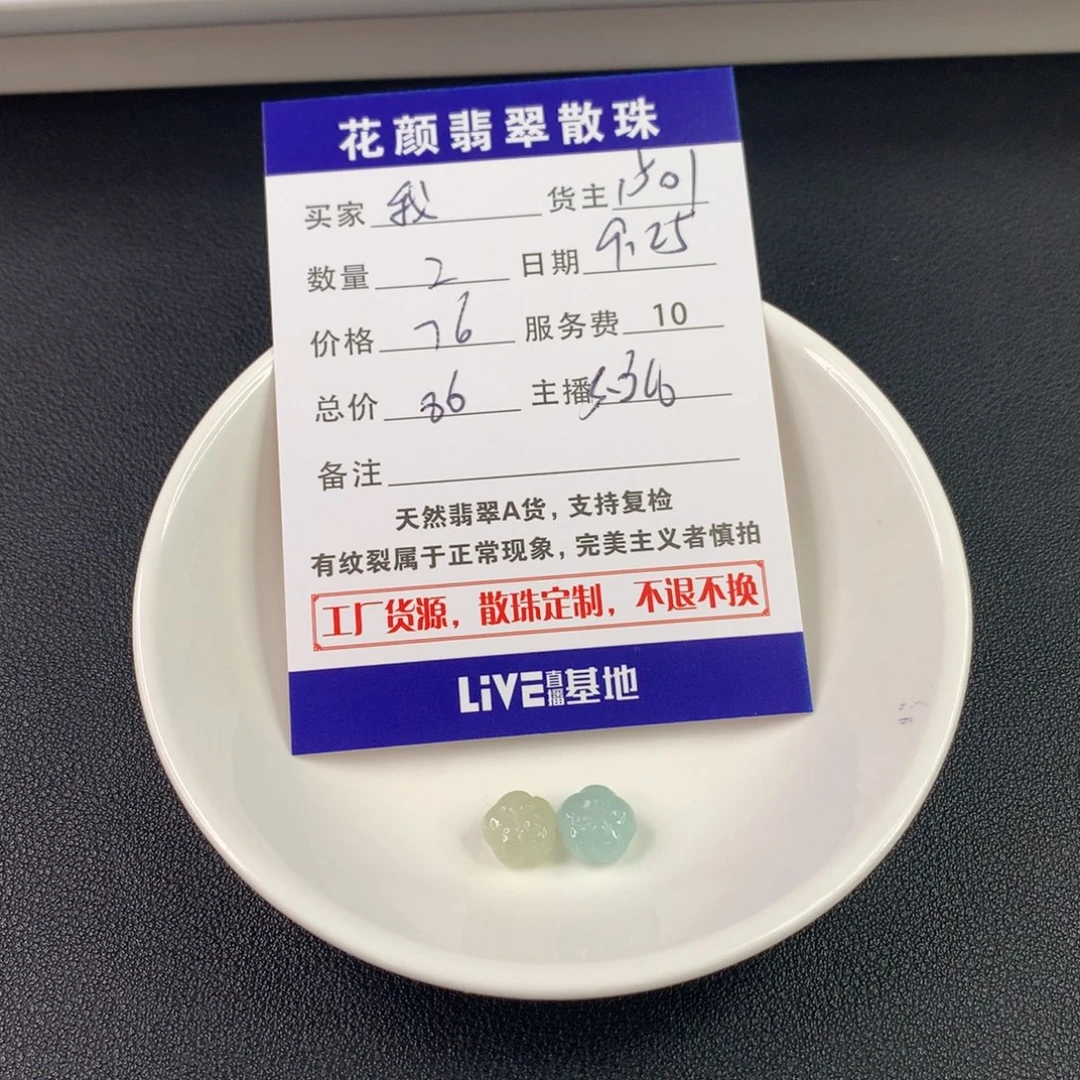 花颜翡翠散珠
买家 我 货主 1501
数量 2 日期 9.25
价格 76 服务费 10
总价 86 主播
备注
天然翡翠A货，支持复检
有纹裂属于正常现象，完美主义者慎拍
工厂货源，散珠定制，不退不换
LiVE直播基地